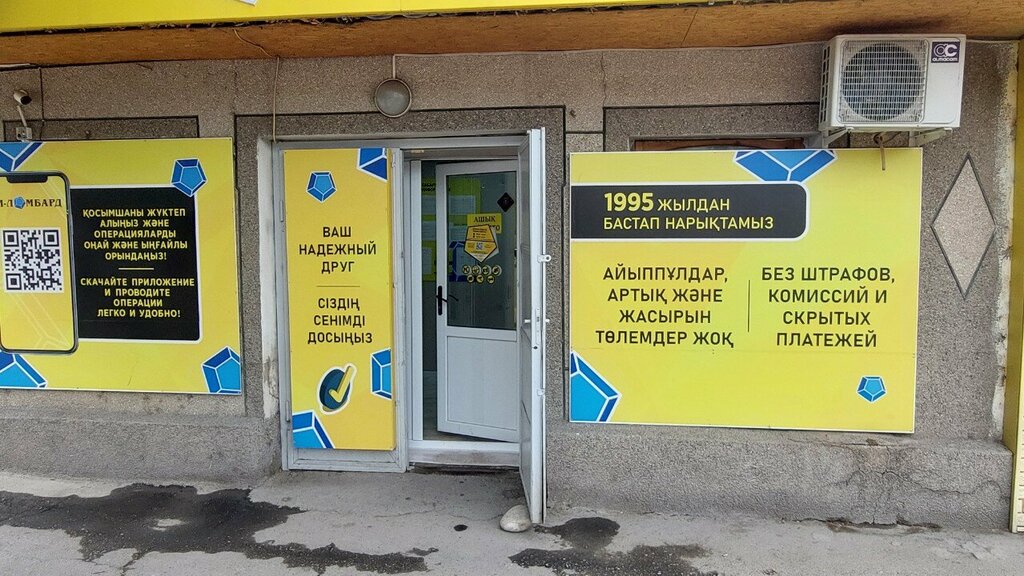 М-ЛОМБАРД
ҚОСЫМШАНЫ ЖҮКТЕП
АЛЫҢЫЗ ЖӘНЕ
ОПЕРАЦИЯЛАРДЫ
ОҢАЙ ЖӘНЕ ЫҢҒАЙЛЫ
ОРЫНДАҢЫЗ!
СКАЧАЙТЕ ПРИЛОЖЕНИЕ
И ПРОВОДИТЕ
ОПЕРАЦИИ
ЛЕГКО И УДОБНО!
ВАШ
НАДЕЖНЫЙ
ДРУГ
СІЗДІҢ
СЕНІМДІ
ДОСЫҢЫЗ
АШЫҚ
1995 ЖЫЛДАН
БАСТАП НАРЫҚТАМЫЗ
АЙЫППҰЛДАР,
АРТЫҚ ЖӘНЕ
ЖАСЫРЫН
ТӨЛЕМДЕР ЖОҚ
БЕЗ ШТРАФОВ,
КОМИССИЙ И
СКРЫТЫХ
ПЛАТЕЖЕЙ
almacom